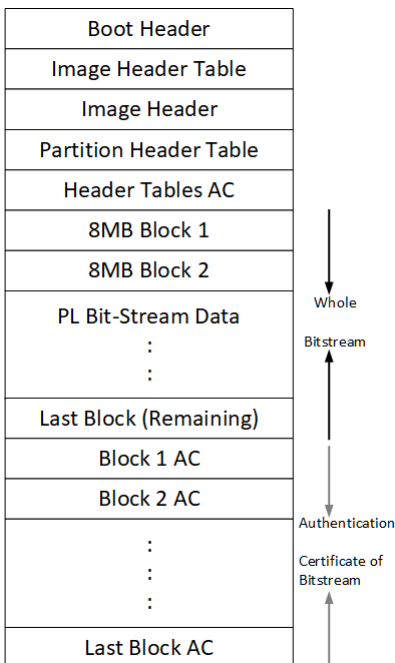 Boot Header
Image Header Table
Image Header
Partition Header Table
Header Tables AC
8MB Block 1
8MB Block 2
PL Bit-Stream Data
:
:
Last Block (Remaining)
Block 1 AC
Block 2 AC
:
:
:
Last Block AC
Whole
Bitstream
Authentication
Certificate of
Bitstream